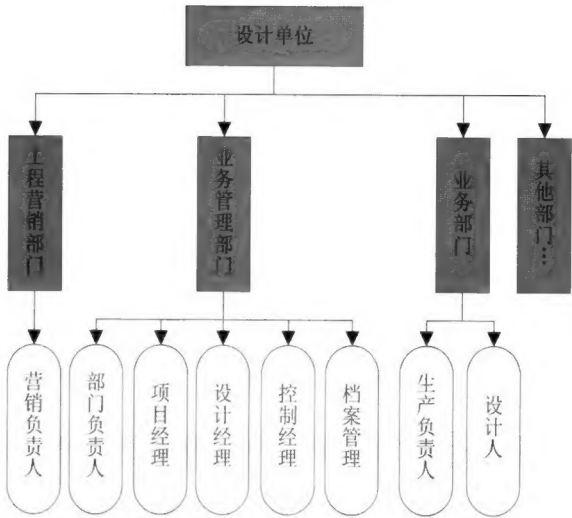 设计单位
工程营销部门
业务管理部门
业务部门
其他部门…
营销负责人
部门负责人
项目经理
设计经理
控制经理
档案管理
生产负责人
设计人